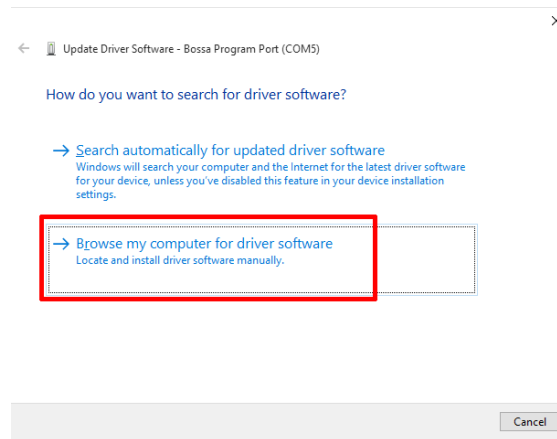 Update Driver Software - Bossa Program Port (COM5)
How do you want to search for driver software?
Search automatically for updated driver software
Windows will search your computer and the Internet for the latest driver software
for your device, unless you've disabled this feature in your device installation
settings.
Browse my computer for driver software
Locate and install driver software manually.
Cancel